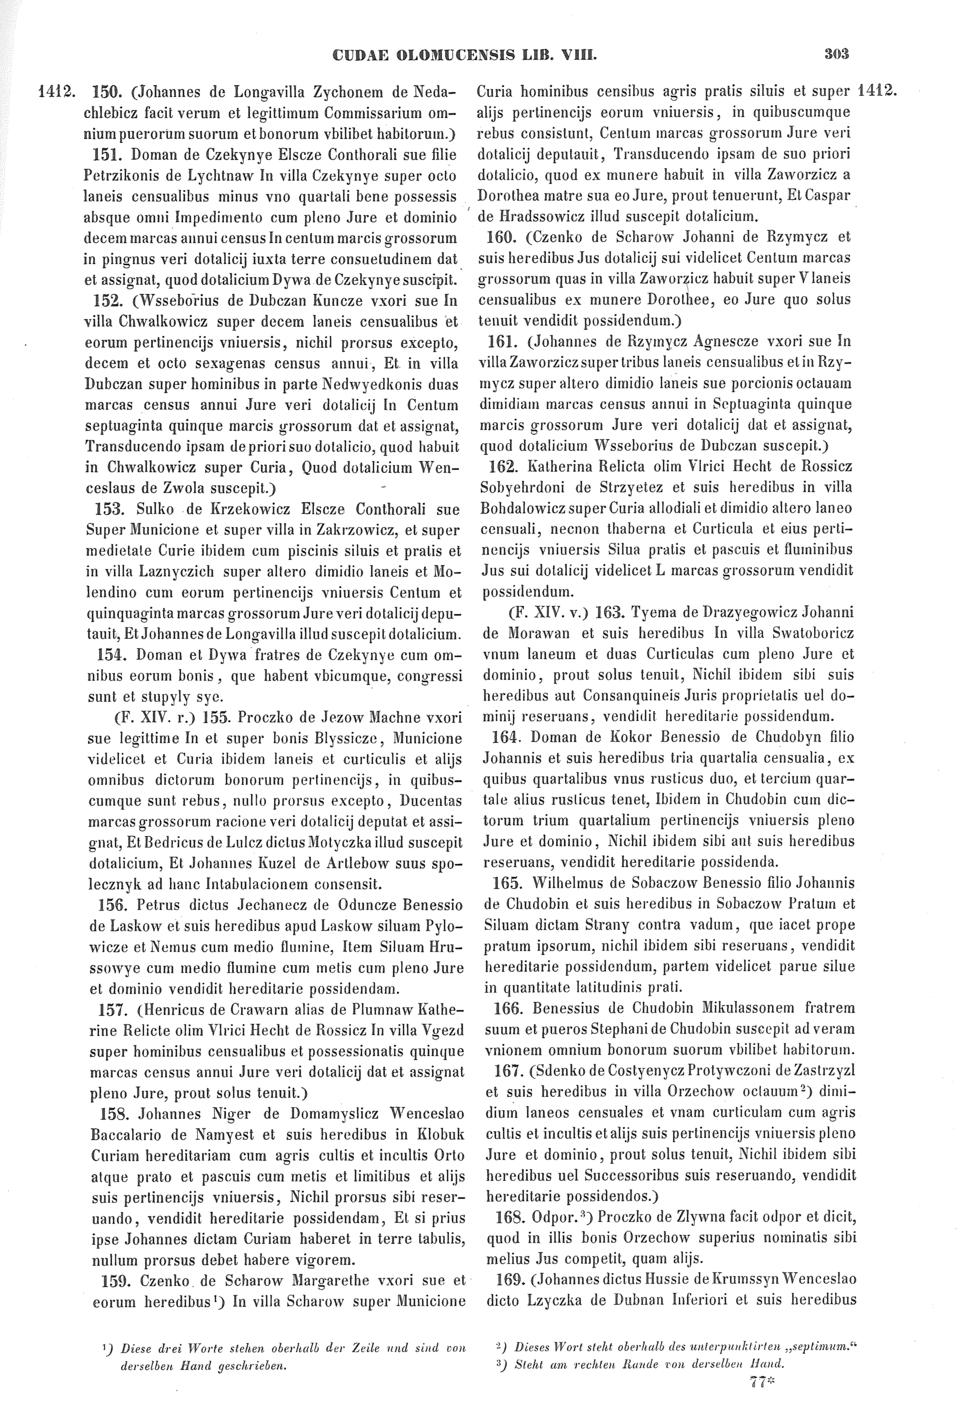 CUDAE OLOMUCENSIS LIB. VIII.
303
1412.
150. (Johannes de Longavilla Zychonem de Neda-
chlebicz facit verum et legittimum Commissarium om-
nium puerorum suorum et bonorum vbilibet habitorum.)
151. Doman de Czekynye Elscze Conthorali sue filie
Petrzikonis de Lychtnaw In villa Czekynye super octo
laneis censualibus minus vno quartali bene possessis
absque omni Impedimento cum pleno Jure et dominio
decem marcas annui census In centum marcis grossorum
in pingnus veri dotalicij iuxta terre consuetudinem dat
et assignat, quod dotalicium Dywa de Czekynye suscipit.
152. (Wsseborius de Dubczan Kuncze vxori sue In
villa Chwalkowicz super decem laneis censualibus et
eorum pertinencijs vniuersis, nichil prorsus excepto,
decem et octo sexagenas census annui, Et in villa
Dubczan super hominibus in parte Nedwyedkonis duas
marcas census annui Jure veri dotalicij In Centum
septuaginta quinque marcis grossorum dat et assignat,
Transducendo ipsam de priori suo dotalicio, quod habuit
in Chwalkowicz super Curia, Quod dotalicium Wen-
ceslaus de Zwola suscepit.)
153. Sulko de Krzekowicz Elscze Conthorali sue
Super Municione et super villa in Zakrzowicz, et super
medietate Curie ibidem cum piscinis siluis et pratis et
in villa Laznyczich super altero dimidio laneis et Mo-
lendino cum eorum pertinencijs vniuersis Centum et
quinquaginta marcas grossorum Jure veri dotalicij depu-
tauit, Et Johannes de Longavilla illud suscepit dotalicium.
154. Doman et Dywa fratres de Czekynye cum om-
nibus eorum bonis, que habent vbicumque, congressi
sunt et stupyly sye.
(F. XIV. r.) 155. Proczko de Jezow Machne vxori
sue legittime In et super bonis Blyssicze, Municione
videlicet et Curia ibidem laneis et curticulis et alijs
omnibus dictorum bonorum pertinencijs, in quibus-
cumque sunt rebus, nullo prorsus excepto, Ducentas
marcas grossorum racione veri dotalicij deputat et assi-
gnat, Et Bedricus de Lulcz dictus Motyczka illud suscepit
dotalicium, Et Johannes Kuzel de Artlebow suus spo-
lecznyk ad hanc Intabulacionem consensit.
156. Petrus dictus Jechanecz de Oduncze Benessio
de Laskow et suis heredibus apud Laskow siluam Pylo-
wicze et Nemus cum medio flumine, Item Siluam Hru-
ssowye cum medio flumine cum metis cum pleno Jure
et dominio vendidit hereditarie possidendam.
157. (Henricus de Crawarn alias de Plumnaw Kathe-
rine Relicte olim Vlrici Hecht de Rossicz In villa Vgezd
super hominibus censualibus et possessionatis quinque
marcas census annui Jure veri dotalicij dat et assignat
pleno Jure, prout solus tenuit.)
158. Johannes Niger de Domamyslicz Wenceslao
Baccalario de Namyest et suis heredibus in Klobuk
Curiam hereditariam cum agris cultis et incultis Orto
atque prato et pascuis cum metis et limitibus et alijs
suis pertinencijs vniuersis, Nichil prorsus sibi reser-
uando, vendidit hereditarie possidendam, Et si prius
ipse Johannes dictam Curiam haberet in terre tabulis,
nullum prorsus debet habere vigorem.
159. Czenko de Scharow Margarethe vxori sue et
eorum heredibus ¹) In villa Scharow super Municione
¹) Diese drei Worte stehen oberhalb der Zeile und sind von
derselben Hand geschrieben.
1412.
Curia hominibus censibus agris pratis siluis et super
alijs pertinencijs eorum vniuersis, in quibuscumque
rebus consistunt, Centum marcas grossorum Jure veri
dotalicij deputauit, Transducendo ipsam de suo priori
dotalicio, quod ex munere habuit in villa Zaworzicz a
Dorothea matre sua eo Jure, prout tenuerunt, Et Caspar
de Hradssowicz illud suscepit dotalicium.
160. (Czenko de Scharow Johanni de Rzymycz et
suis heredibus Jus dotalicij sui videlicet Centum marcas
grossorum quas in villa Zaworzicz habuit super V laneis
censualibus ex munere Dorothee, eo Jure quo solus
tenuit vendidit possidendum.)
161. (Johannes de Rzymycz Agnescze vxori sue In
villa Zaworzicz super tribus laneis censualibus et in Rzy-
mycz super altero dimidio laneis sue porcionis octauam
dimidiam marcas census annui in Septuaginta quinque
marcis grossorum Jure veri dotalicij dat et assignat,
quod dotalicium Wsseborius de Dubczan suscepit.)
162. Katherina Relicta olim Vlrici Hecht de Rossicz
Sobyehrdoni de Strzyetez et suis heredibus in villa
Bohdalowicz super Curia allodiali et dimidio altero laneo
censuali, necnon thaberna et Curticula et eius perti-
nencijs vniuersis Silua pratis et pascuis et fluminibus
Jus sui dotalicij videlicet L marcas grossorum vendidit
possidendum.
(F. XIV. v.) 163. Tyema de Drazyegowicz Johanni
de Morawan et suis heredibus In villa Swatoboricz
vnum laneum et duas Curticulas cum pleno Jure et
dominio, prout solus tenuit, Nichil ibidem sibi suis
heredibus aut Consanquineis Juris proprietatis uel do-
minij reseruans, vendidit hereditarie possidendum.
164. Doman de Kokor Benessio de Chudobyn filio
Johannis et suis heredibus tria quartalia censualia, ex
quibus quartalibus vnus rusticus duo, et tercium quar-
tale alius rusticus tenet, Ibidem in Chudobin cum dic-
torum trium quartalium pertinencijs vniuersis pleno
Jure et dominio, Nichil ibidem sibi aut suis heredibus
reseruans, vendidit hereditarie possidenda.
165. Wilhelmus de Sobaczow Benessio filio Johannis
de Chudobin et suis heredibus in Sobaczow Pratum et
Siluam dictam Strany contra vadum, que iacet prope
pratum ipsorum, nichil ibidem sibi reseruans, vendidit
hereditarie possidendum, partem videlicet parue silue
in quantitate latitudinis prati.
166. Benessius de Chudobin Mikulassonem fratrem
suum et pueros Stephani de Chudobin suscepit ad veram
vnionem omnium bonorum suorum vbilibet habitorum.
167. (Sdenko de Costyenycz Protywczoni de Zastrzyzl
et suis heredibus in villa Orzechow octauum ²) dimi-
dium laneos censuales et vnam curticulam cum agris
cultis et incultis et alijs suis pertinencijs vniuersis pleno
Jure et dominio, prout solus tenuit, Nichil ibidem sibi
heredibus uel Successoribus suis reseruando, vendidit
hereditarie possidendos.)
168. Odpor. ³) Proczko de Zlywna facit odpor et dicit,
quod in illis bonis Orzechow superius nominatis sibi
melius Jus competit, quam alijs.
169. (Johannes dictus Hussie de Krumssyn Wenceslao
dicto Lzyczka de Dubnan Inferiori et suis heredibus
²) Dieses Wort steht oberhalb des unterpunktirten „septimum."
³) Steht am rechten Rande von derselben Hand.
77*